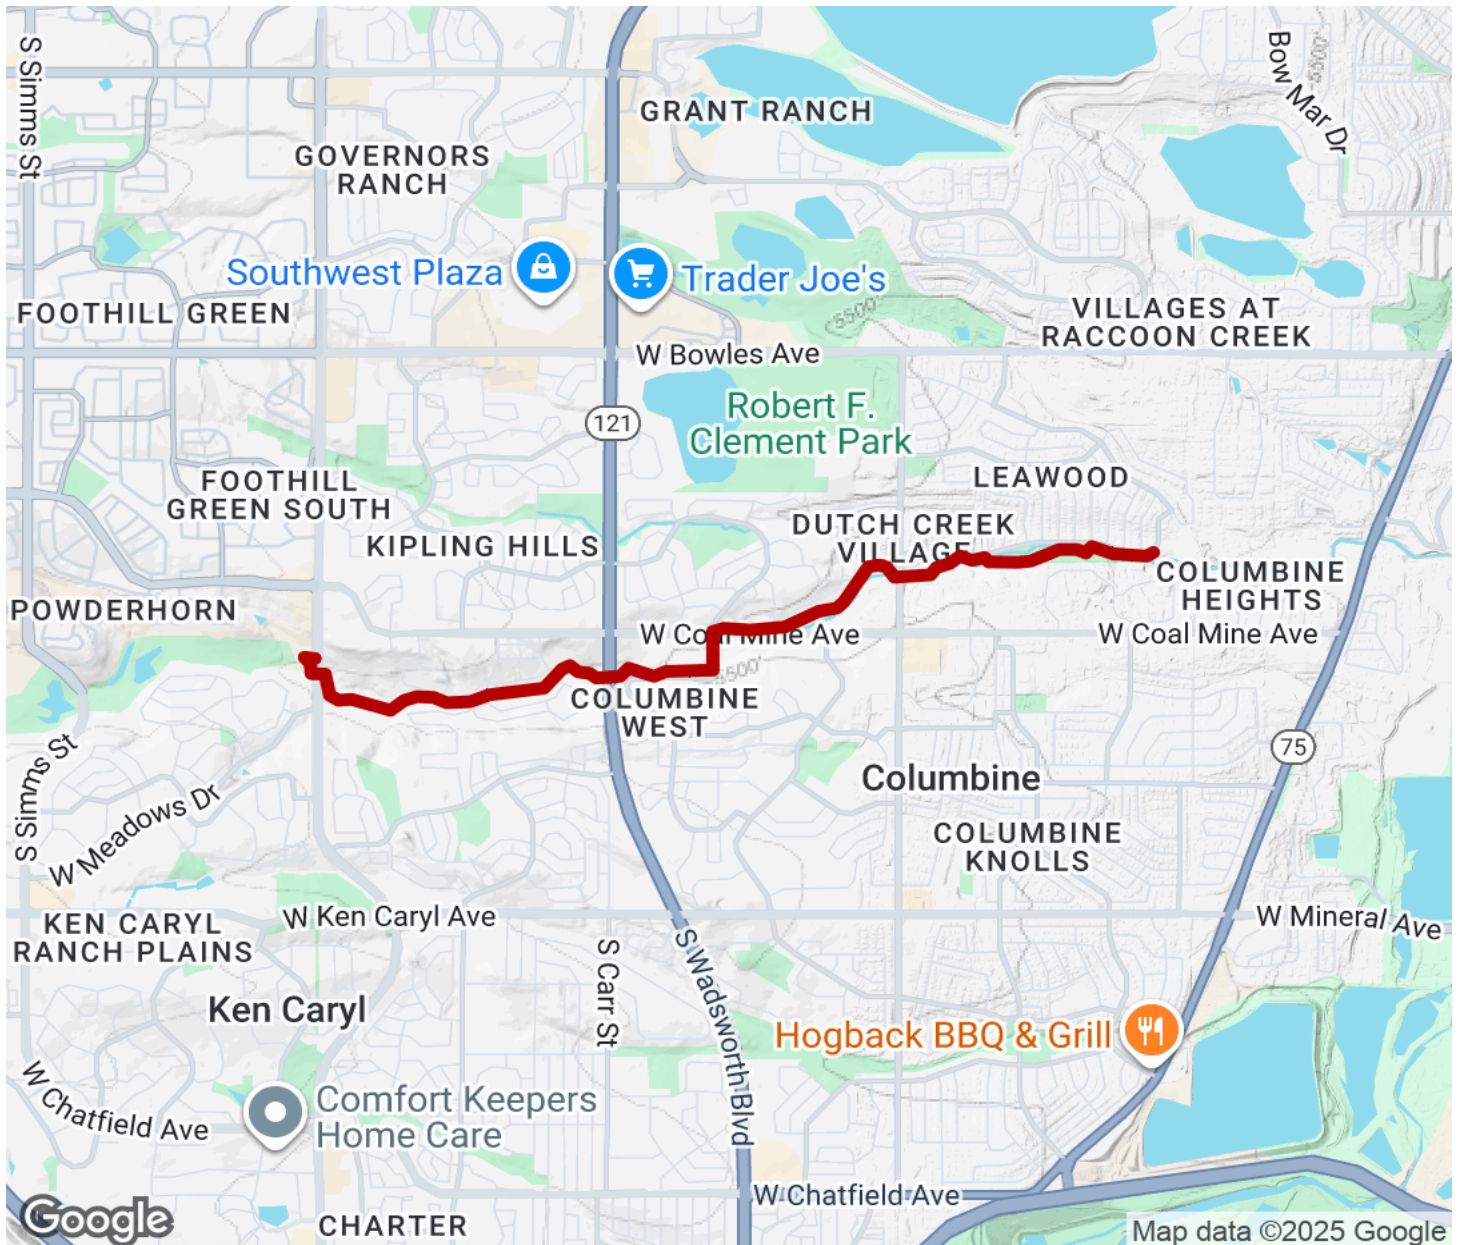 S Simms St
Bow Mar Dr
GRANT RANCH
GOVERNORS
RANCH
Southwest Plaza
Trader Joe's
FOOTHILL GREEN
5500'
VILLAGES AT
RACCOON CREEK
W Bowles Ave
121
Robert F.
Clement Park
LEAWOOD
FOOTHILL
GREEN SOUTH
DUTCH CREEK
VILLAGE
KIPLING HILLS
COLUMBINE
HEIGHTS
POWDERHORN
W Coal Mine Ave
W Coal Mine Ave
5500'
COLUMBINE
WEST
S Simms St
W Meadows Dr
75
Columbine
COLUMBINE
KNOLLS
KEN CARYL
RANCH PLAINS
W Ken Caryl Ave
W Mineral Ave
S Carr St
S Wadsworth Blvd
Ken Caryl
Hogback BBQ & Grill
W Chatfield Ave
Comfort Keepers
Home Care
W Chatfield Ave
CHARTER
Google
Map data ©2025 Google